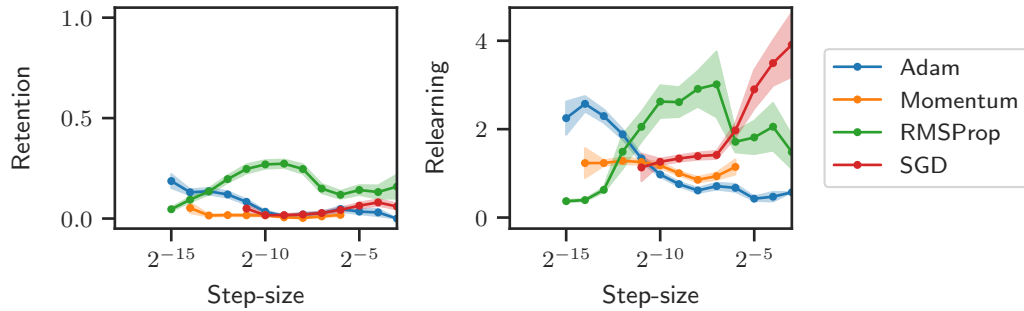 Retention
1.0
0.5
0.0
2⁻¹⁵
2⁻¹⁰
2⁻⁵
Step-size
Relearning
4
2
0
2⁻¹⁵
2⁻¹⁰
2⁻⁵
Step-size
Adam
Momentum
RMSProp
SGD